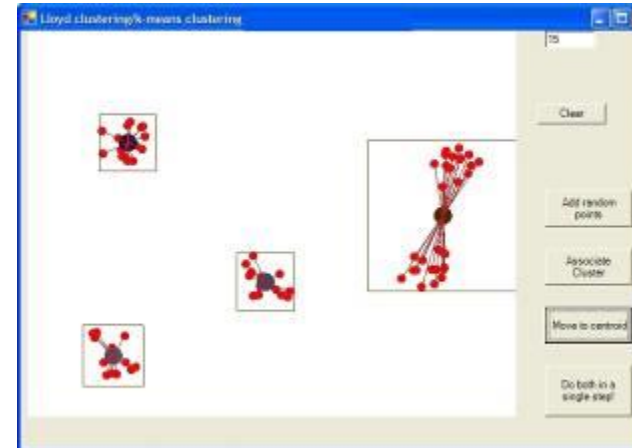 Lloyd clustering/k-means clustering
75
Clear
Add random
points
Associate
Cluster
Move to centroid
Do both in a
single step!